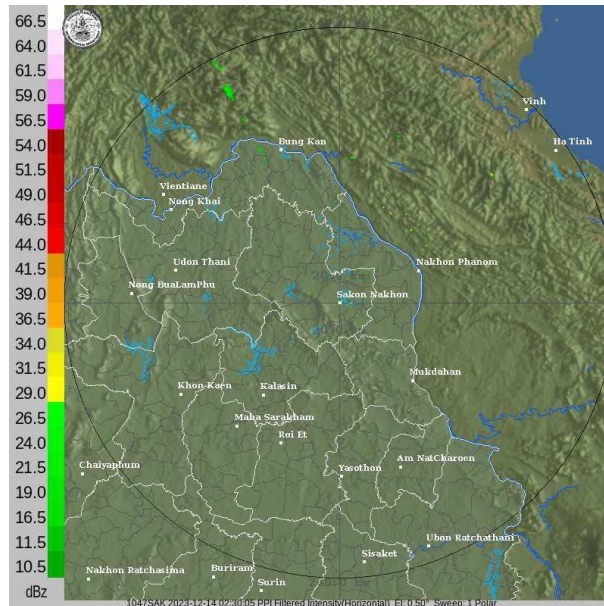 66.5
64.0
61.5
59.0
56.5
54.0
51.5
49.0
46.5
44.0
41.5
39.0
36.5
34.0
31.5
29.0
26.5
24.0
21.5
19.0
16.5
14.0
11.5
10.5
dBz
Vinh
Ha Tinh
Bung Kan
Vientiane
Nong Khai
Udon Thani
Nakhon Phanom
Nong BuaLamPhu
Sakon Nakhon
Mukdahan
Khon Kaen
Kalasin
Maha Sarakham
Roi Et
Chaiyaphum
Yasothon
Am NatCharoen
Ubon Ratchathani
Sisaket
Nakhon Ratchasima
Buriram
Surin
1047SAK 2023-12-14 02:30:05 PPI Filtered Intensity(Horizontal) El: 0.50° Sweep: 1 Polar